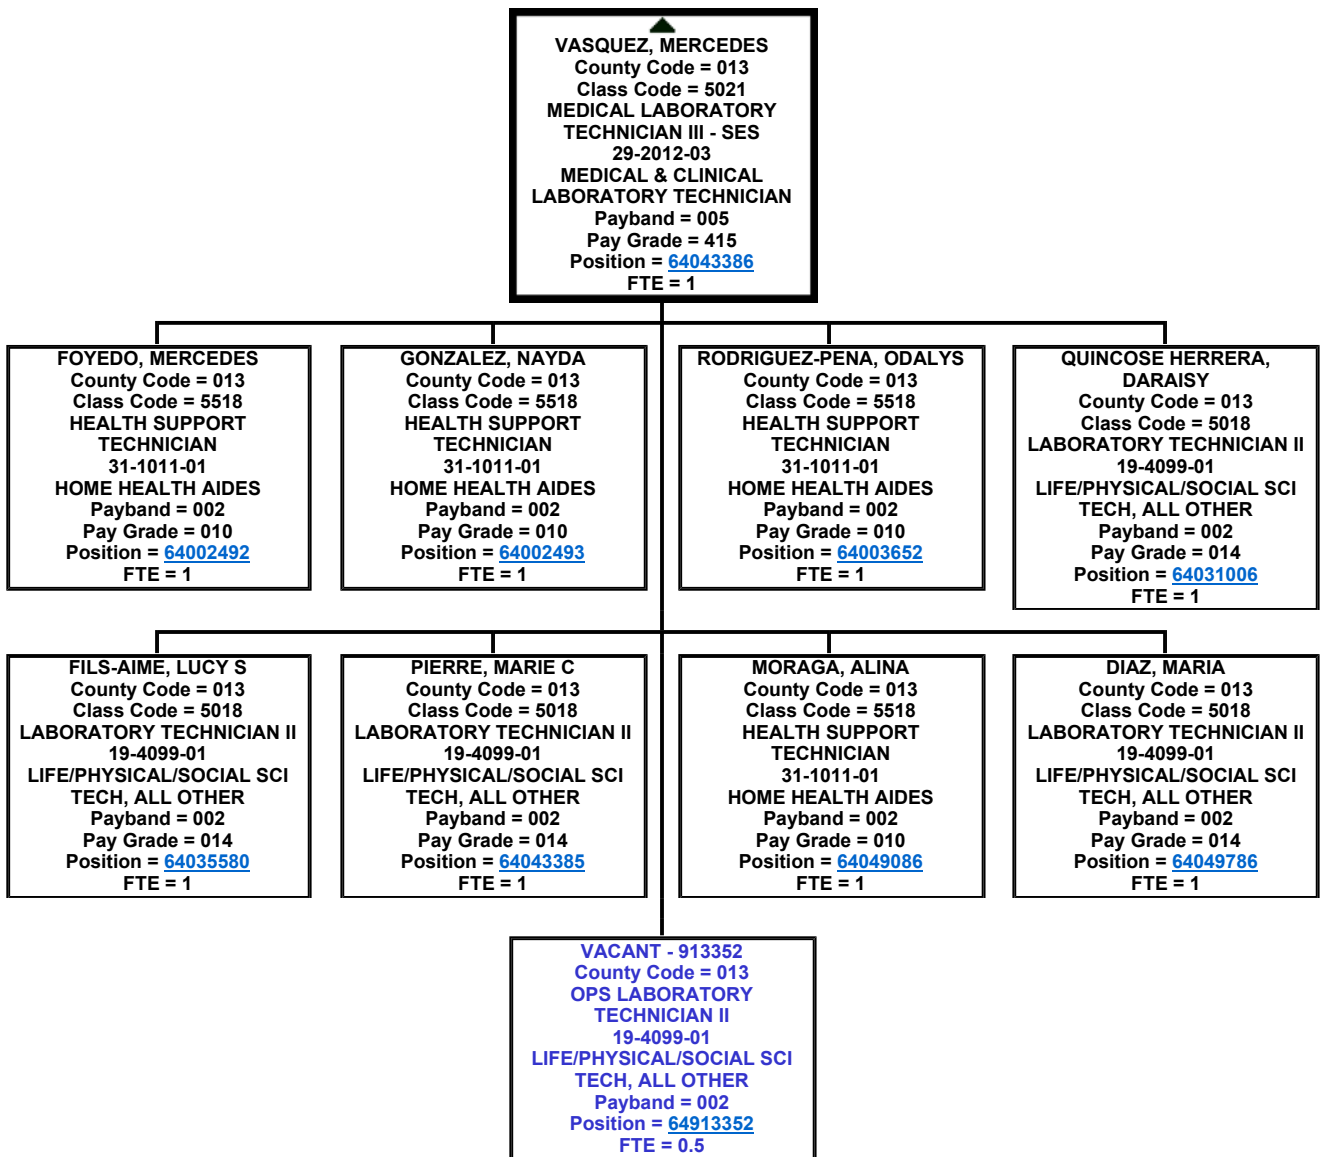 VASQUEZ, MERCEDES
County Code = 013
Class Code = 5021
MEDICAL LABORATORY
TECHNICIAN III - SES
29-2012-03
MEDICAL & CLINICAL
LABORATORY TECHNICIAN
Payband = 005
Pay Grade = 415
Position = 64043386
FTE = 1
FOYEDO, MERCEDES
County Code = 013
Class Code = 5518
HEALTH SUPPORT
TECHNICIAN
31-1011-01
HOME HEALTH AIDES
Payband = 002
Pay Grade = 010
Position = 64002492
FTE = 1
GONZALEZ, NAYDA
County Code = 013
Class Code = 5518
HEALTH SUPPORT
TECHNICIAN
31-1011-01
HOME HEALTH AIDES
Payband = 002
Pay Grade = 010
Position = 64002493
FTE = 1
RODRIGUEZ-PENA, ODALYS
County Code = 013
Class Code = 5518
HEALTH SUPPORT
TECHNICIAN
31-1011-01
HOME HEALTH AIDES
Payband = 002
Pay Grade = 010
Position = 64003652
FTE = 1
QUINCOSE HERRERA,
DARAISY
County Code = 013
Class Code = 5018
LABORATORY TECHNICIAN II
19-4099-01
LIFE/PHYSICAL/SOCIAL SCI
TECH, ALL OTHER
Payband = 002
Pay Grade = 014
Position = 64031006
FTE = 1
FILS-AIME, LUCY S
County Code = 013
Class Code = 5018
LABORATORY TECHNICIAN II
19-4099-01
LIFE/PHYSICAL/SOCIAL SCI
TECH, ALL OTHER
Payband = 002
Pay Grade = 014
Position = 64035580
FTE = 1
PIERRE, MARIE C
County Code = 013
Class Code = 5018
LABORATORY TECHNICIAN II
19-4099-01
LIFE/PHYSICAL/SOCIAL SCI
TECH, ALL OTHER
Payband = 002
Pay Grade = 014
Position = 64043385
FTE = 1
MORAGA, ALINA
County Code = 013
Class Code = 5518
HEALTH SUPPORT
TECHNICIAN
31-1011-01
HOME HEALTH AIDES
Payband = 002
Pay Grade = 010
Position = 64049086
FTE = 1
DIAZ, MARIA
County Code = 013
Class Code = 5018
LABORATORY TECHNICIAN II
19-4099-01
LIFE/PHYSICAL/SOCIAL SCI
TECH, ALL OTHER
Payband = 002
Pay Grade = 014
Position = 64049786
FTE = 1
VACANT - 913352
County Code = 013
OPS LABORATORY
TECHNICIAN II
19-4099-01
LIFE/PHYSICAL/SOCIAL SCI
TECH, ALL OTHER
Payband = 002
Position = 64913352
FTE = 0.5